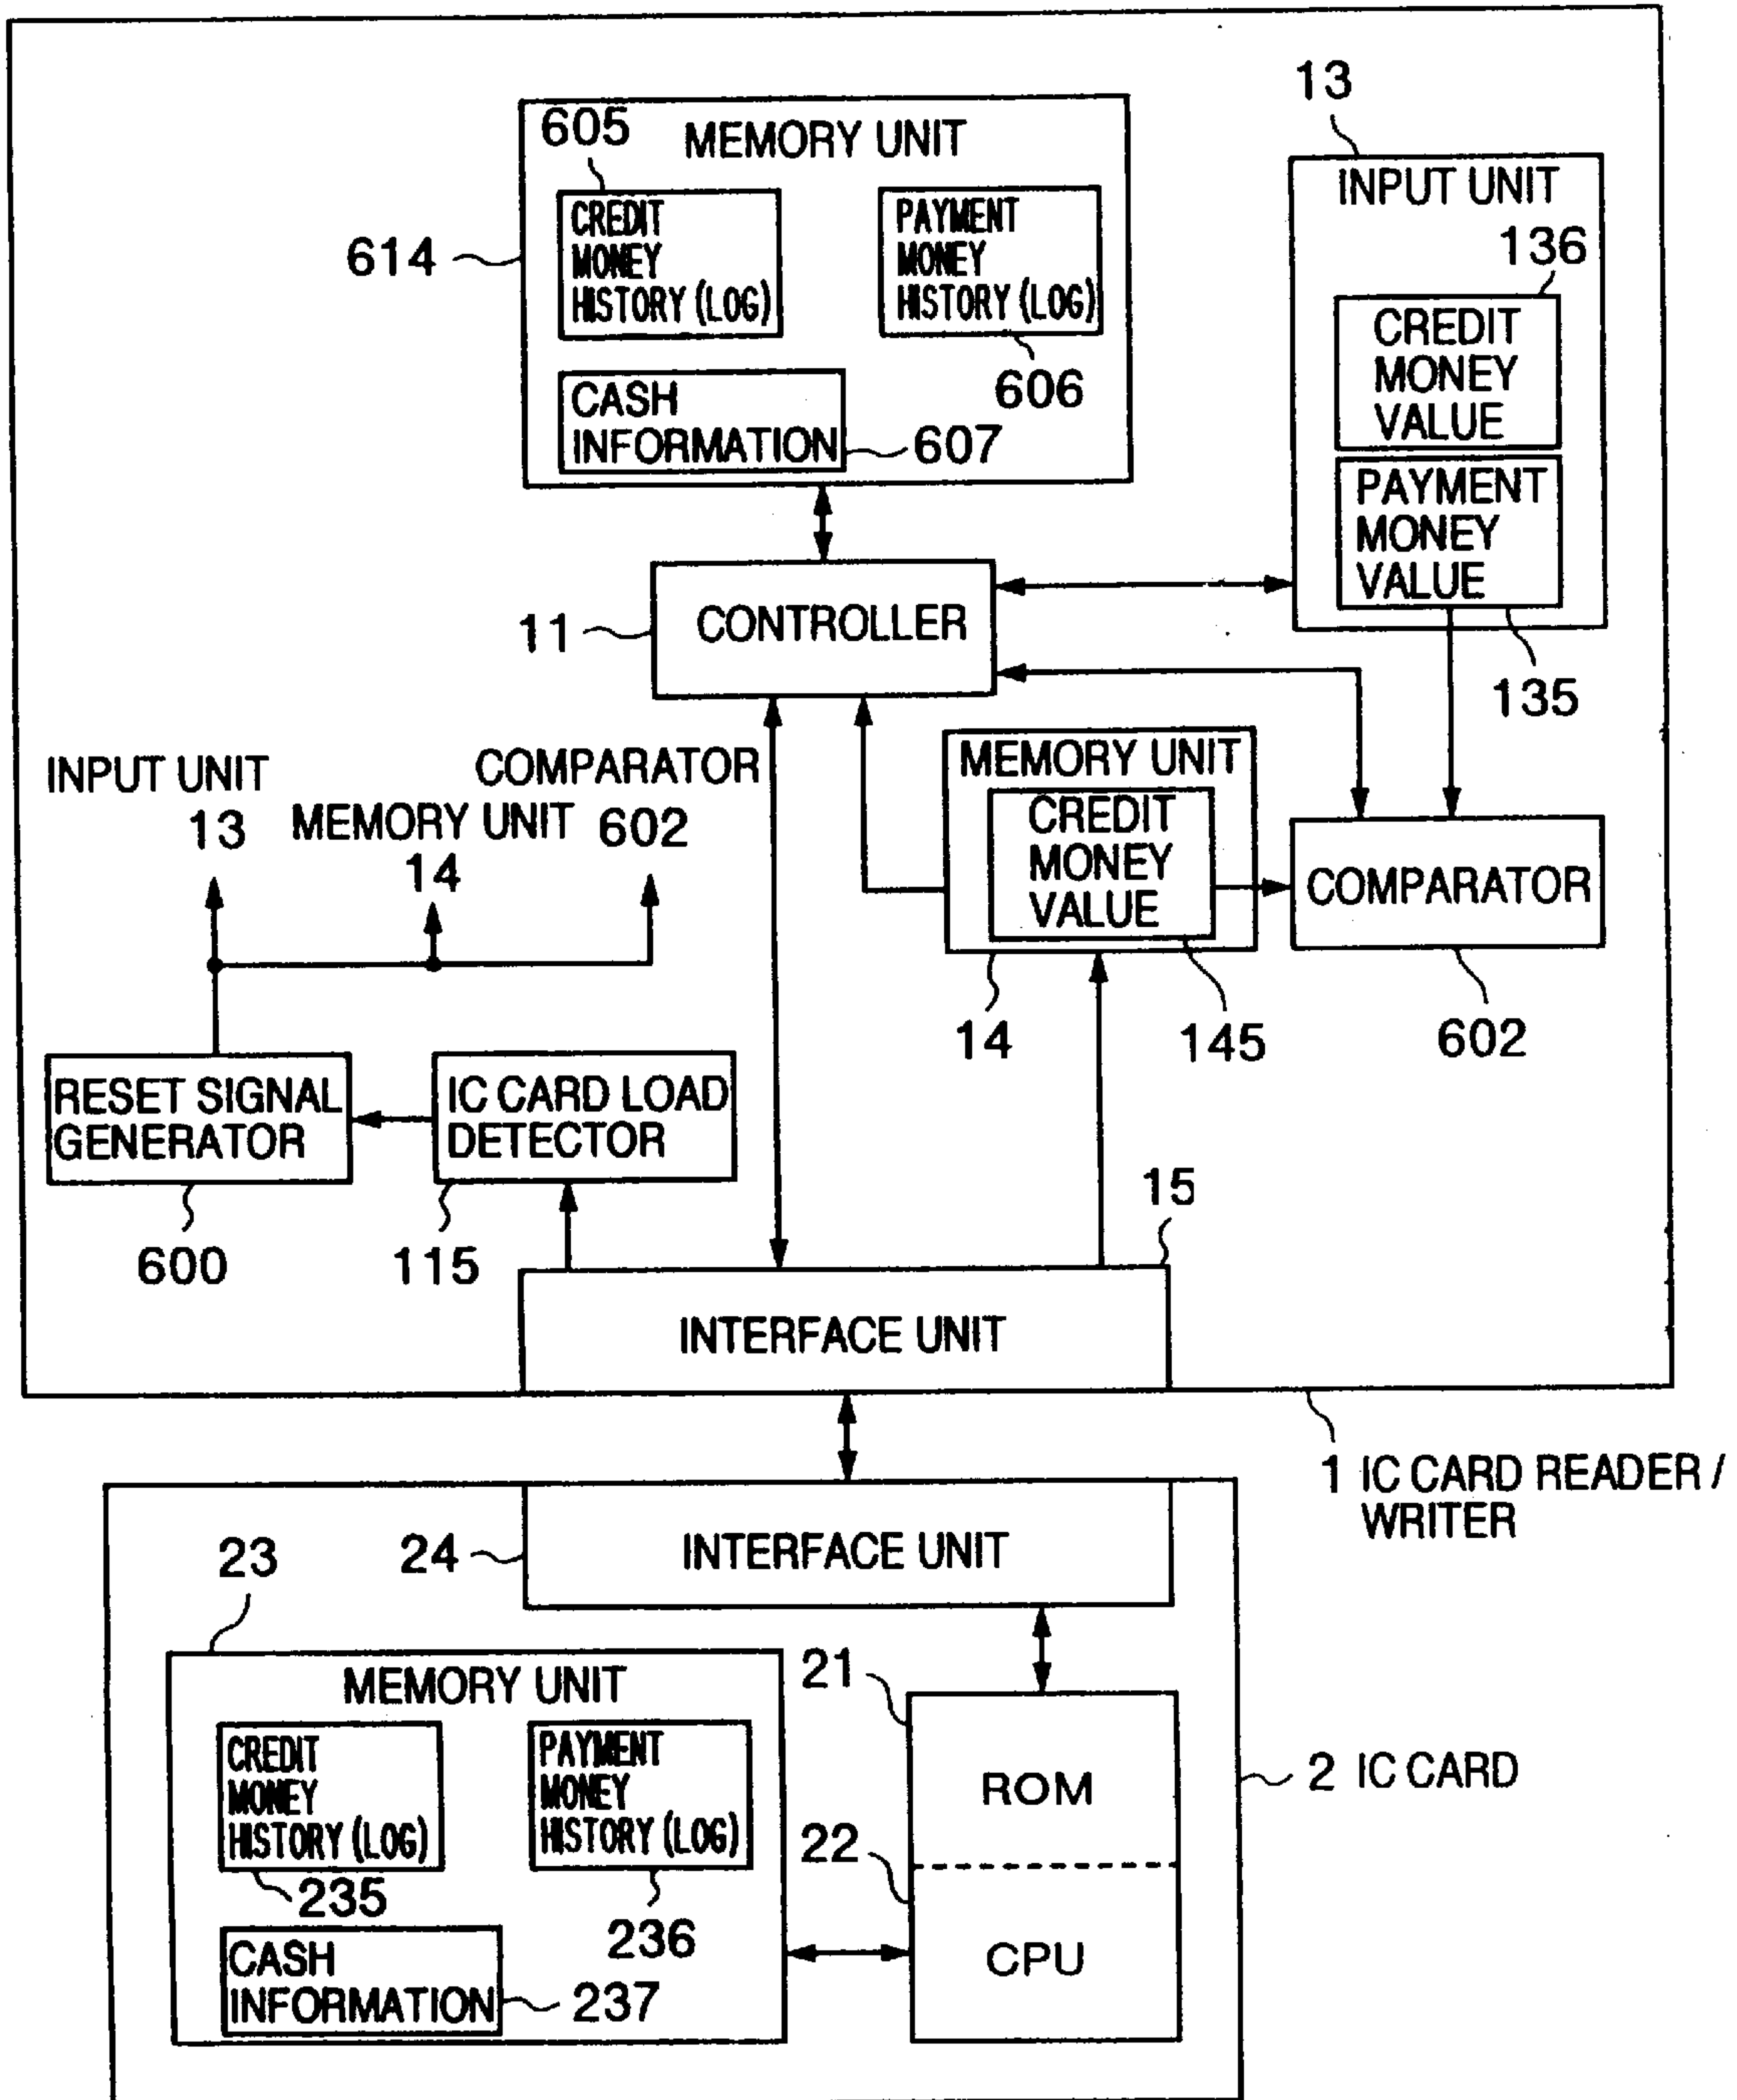 13
605
MEMORY UNIT
INPUT UNIT
CREDIT
MONEY
HISTORY (LOG)
PAYMENT
MONEY
HISTORY (LOG)
614
136
CREDIT
MONEY
VALUE
606
CASH
INFORMATION
607
PAYMENT
MONEY
VALUE
11
CONTROLLER
135
INPUT UNIT
13
MEMORY UNIT
14
COMPARATOR
602
MEMORY UNIT
CREDIT
MONEY
VALUE
COMPARATOR
14
145
602
RESET SIGNAL
GENERATOR
IC CARD LOAD
DETECTOR
600
115
15
INTERFACE UNIT
1 IC CARD READER /
WRITER
23
24
INTERFACE UNIT
MEMORY UNIT
21
CREDIT
MONEY
HISTORY (LOG)
PAYMENT
MONEY
HISTORY (LOG)
ROM
2 IC CARD
22
235
236
CASH
INFORMATION
237
CPU